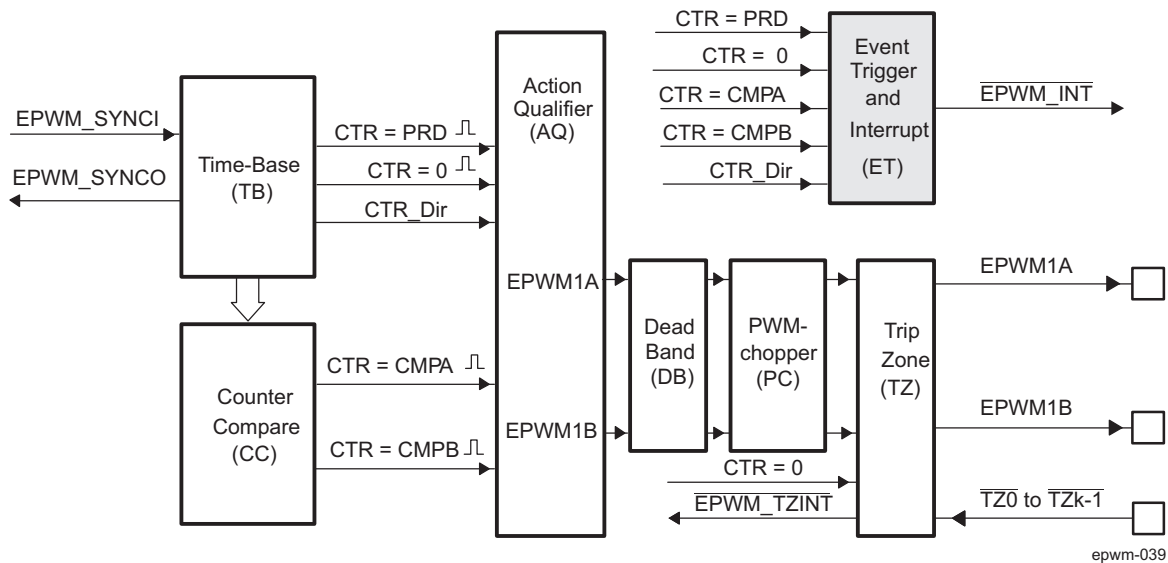 EPWM_SYNCI
EPWM_SYNCO
Time-Base
(TB)
CTR = PRD
CTR = 0
CTR_Dir
Counter
Compare
(CC)
CTR = CMPA
CTR = CMPB
Action
Qualifier
(AQ)
EPWM1A
EPWM1B
CTR = PRD
CTR = 0
CTR = CMPA
CTR = CMPB
CTR_Dir
Event
Trigger
and
Interrupt
(ET)
EPWM_INT
Dead
Band
(DB)
PWM-
chopper
(PC)
Trip
Zone
(TZ)
CTR = 0
EPWM_TZINT
EPWM1A
EPWM1B
TZ0 to TZk-1
epwm-039